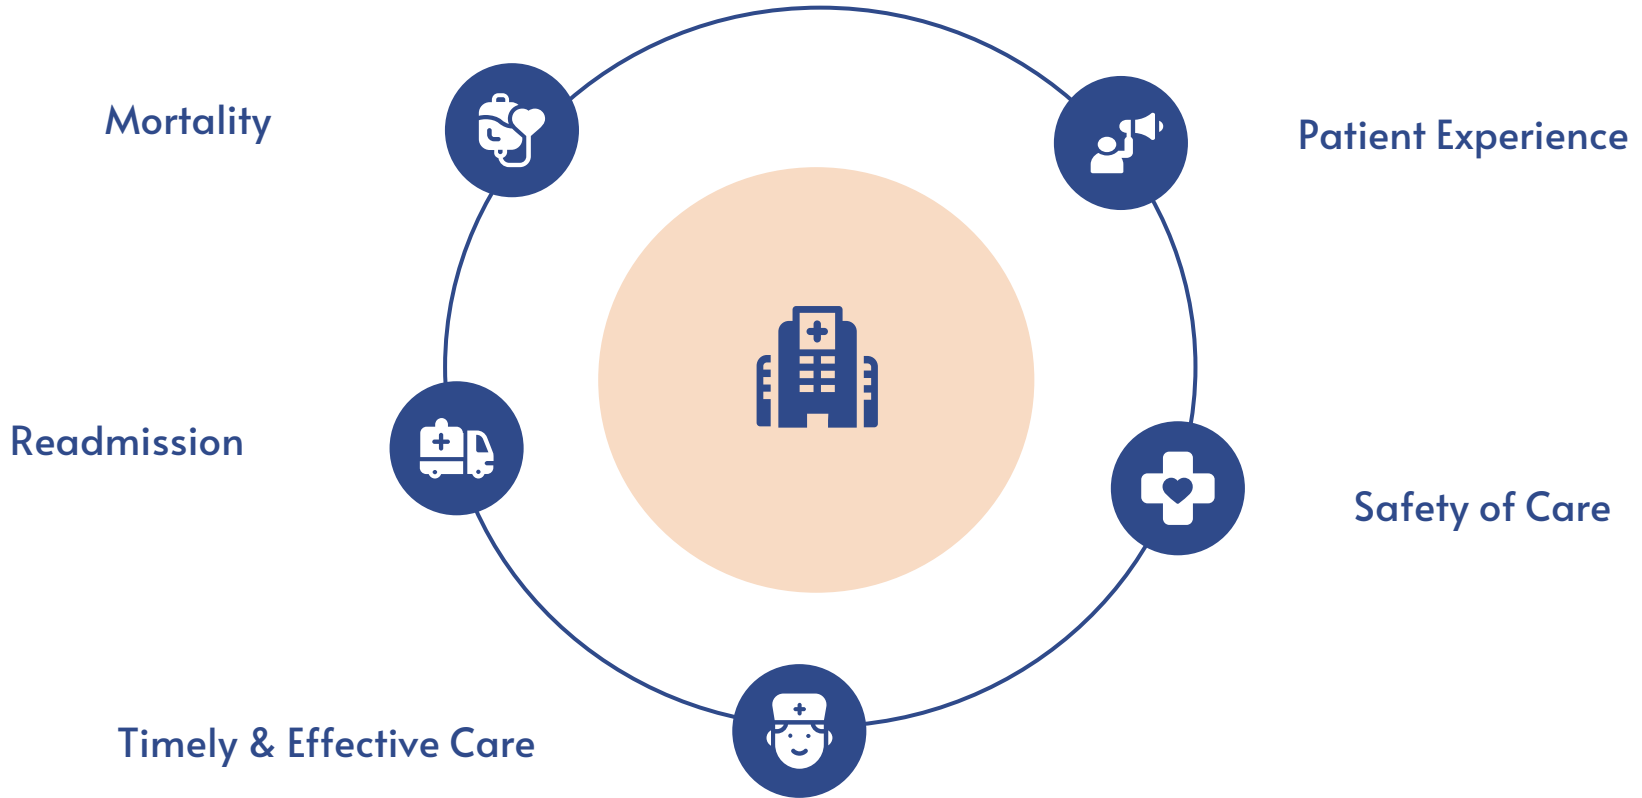 Mortality
Patient Experience
Readmission
Safety of Care
Timely & Effective Care